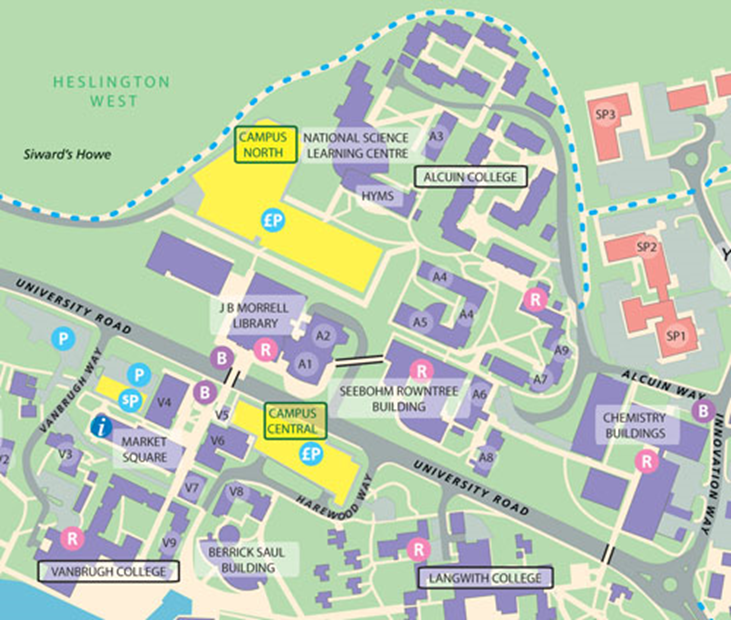 HESLINGTON
WEST
Siward's Howe
CAMPUS
NORTH
NATIONAL SCIENCE
LEARNING CENTRE
A3
SP3
ALCUIN COLLEGE
HYMS
£P
SP2
Y
A4
J B MORRELL
LIBRARY
R
A5
A4
SP1
UNIVERSITY ROAD
P
A2
R
A1
B
R
A9
A7
VANBRUGH WAY
P
$P
B
V4
SEEBOHM ROWNTREE
BUILDING
A6
ALCUIN WAY
B
V5
CAMPUS
CENTRAL
CHEMISTRY
BUILDINGS
i
MARKET
SQUARE
V6
£P
A8
R
INNOVATION WAY
V2
V3
V7
V8
HAREWOOD WAY
UNIVERSITY ROAD
R
V9
BERRICK SAUL
BUILDING
R
VANBRUGH COLLEGE
LANGWITH COLLEGE